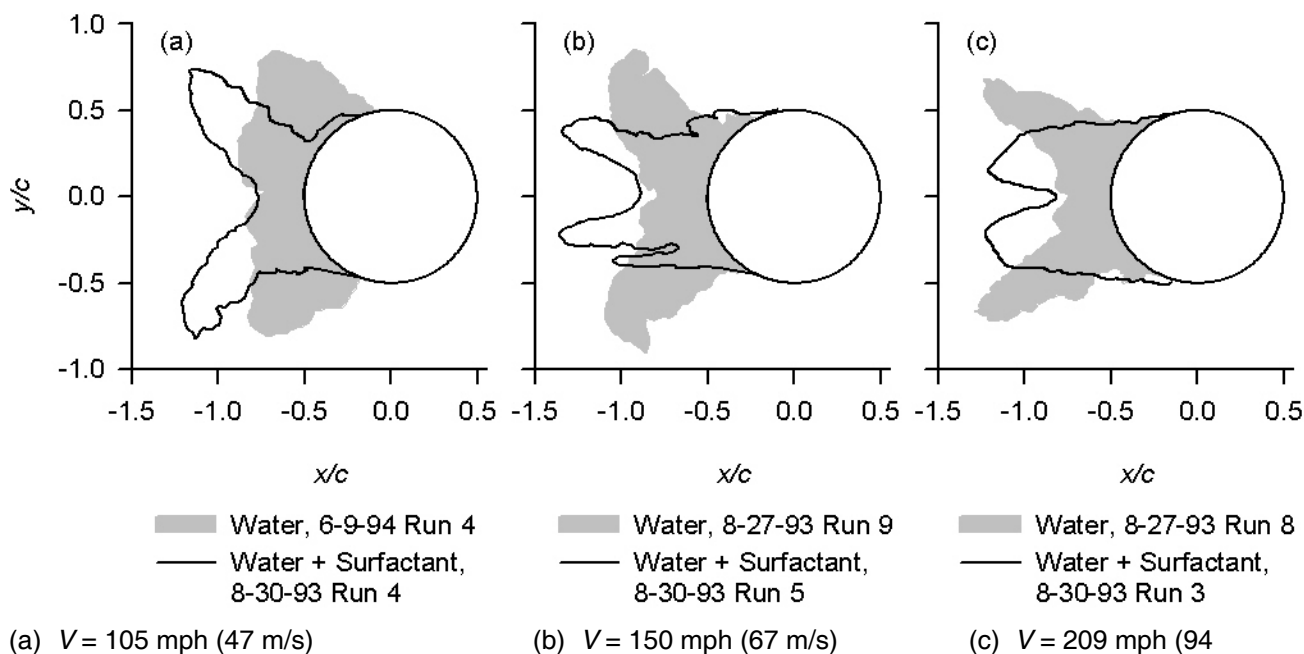 (a) (b) (c)
1.0
0.5
0.0
-0.5
-1.0
y/c
-1.5 -1.0 -0.5 0.0 0.5 -1.5 -1.0 -0.5 0.0 0.5 -1.5 -1.0 -0.5 0.0 0.5
x/c x/c x/c
Water, 6-9-94 Run 4
Water + Surfactant,
8-30-93 Run 4
Water, 8-27-93 Run 9
Water + Surfactant,
8-30-93 Run 5
Water, 8-27-93 Run 8
Water + Surfactant,
8-30-93 Run 3
(a) V = 105 mph (47 m/s)
(b) V = 150 mph (67 m/s)
(c) V = 209 mph (94